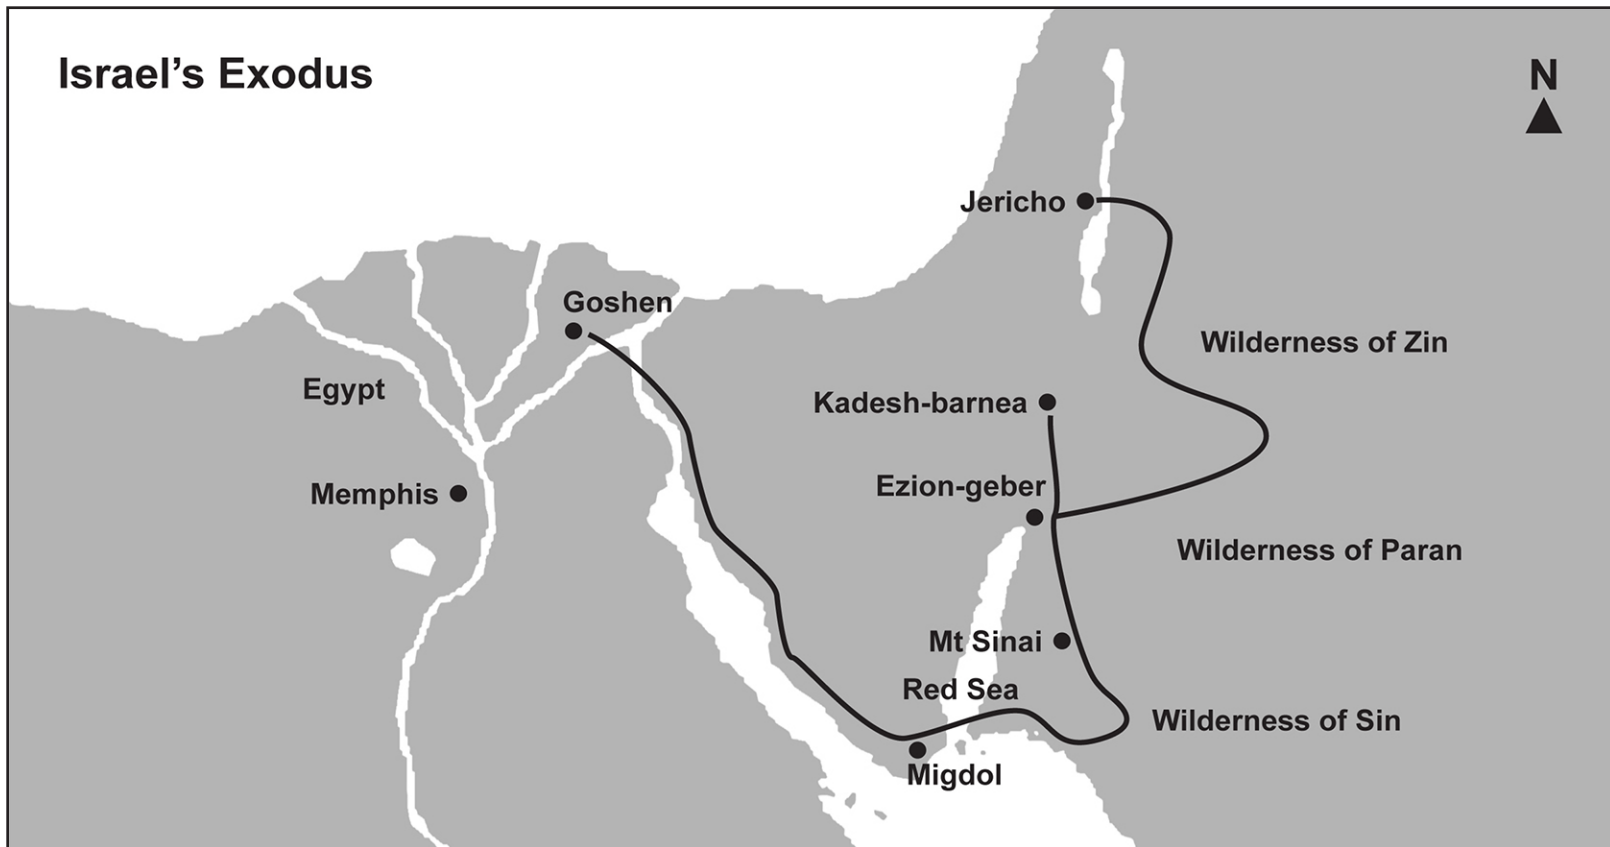 Israel's Exodus
N
Jericho
Goshen
Wilderness of Zin
Egypt
Kadesh-barnea
Ezion-geber
Memphis
Wilderness of Paran
Mt Sinai
Red Sea
Wilderness of Sin
Migdol